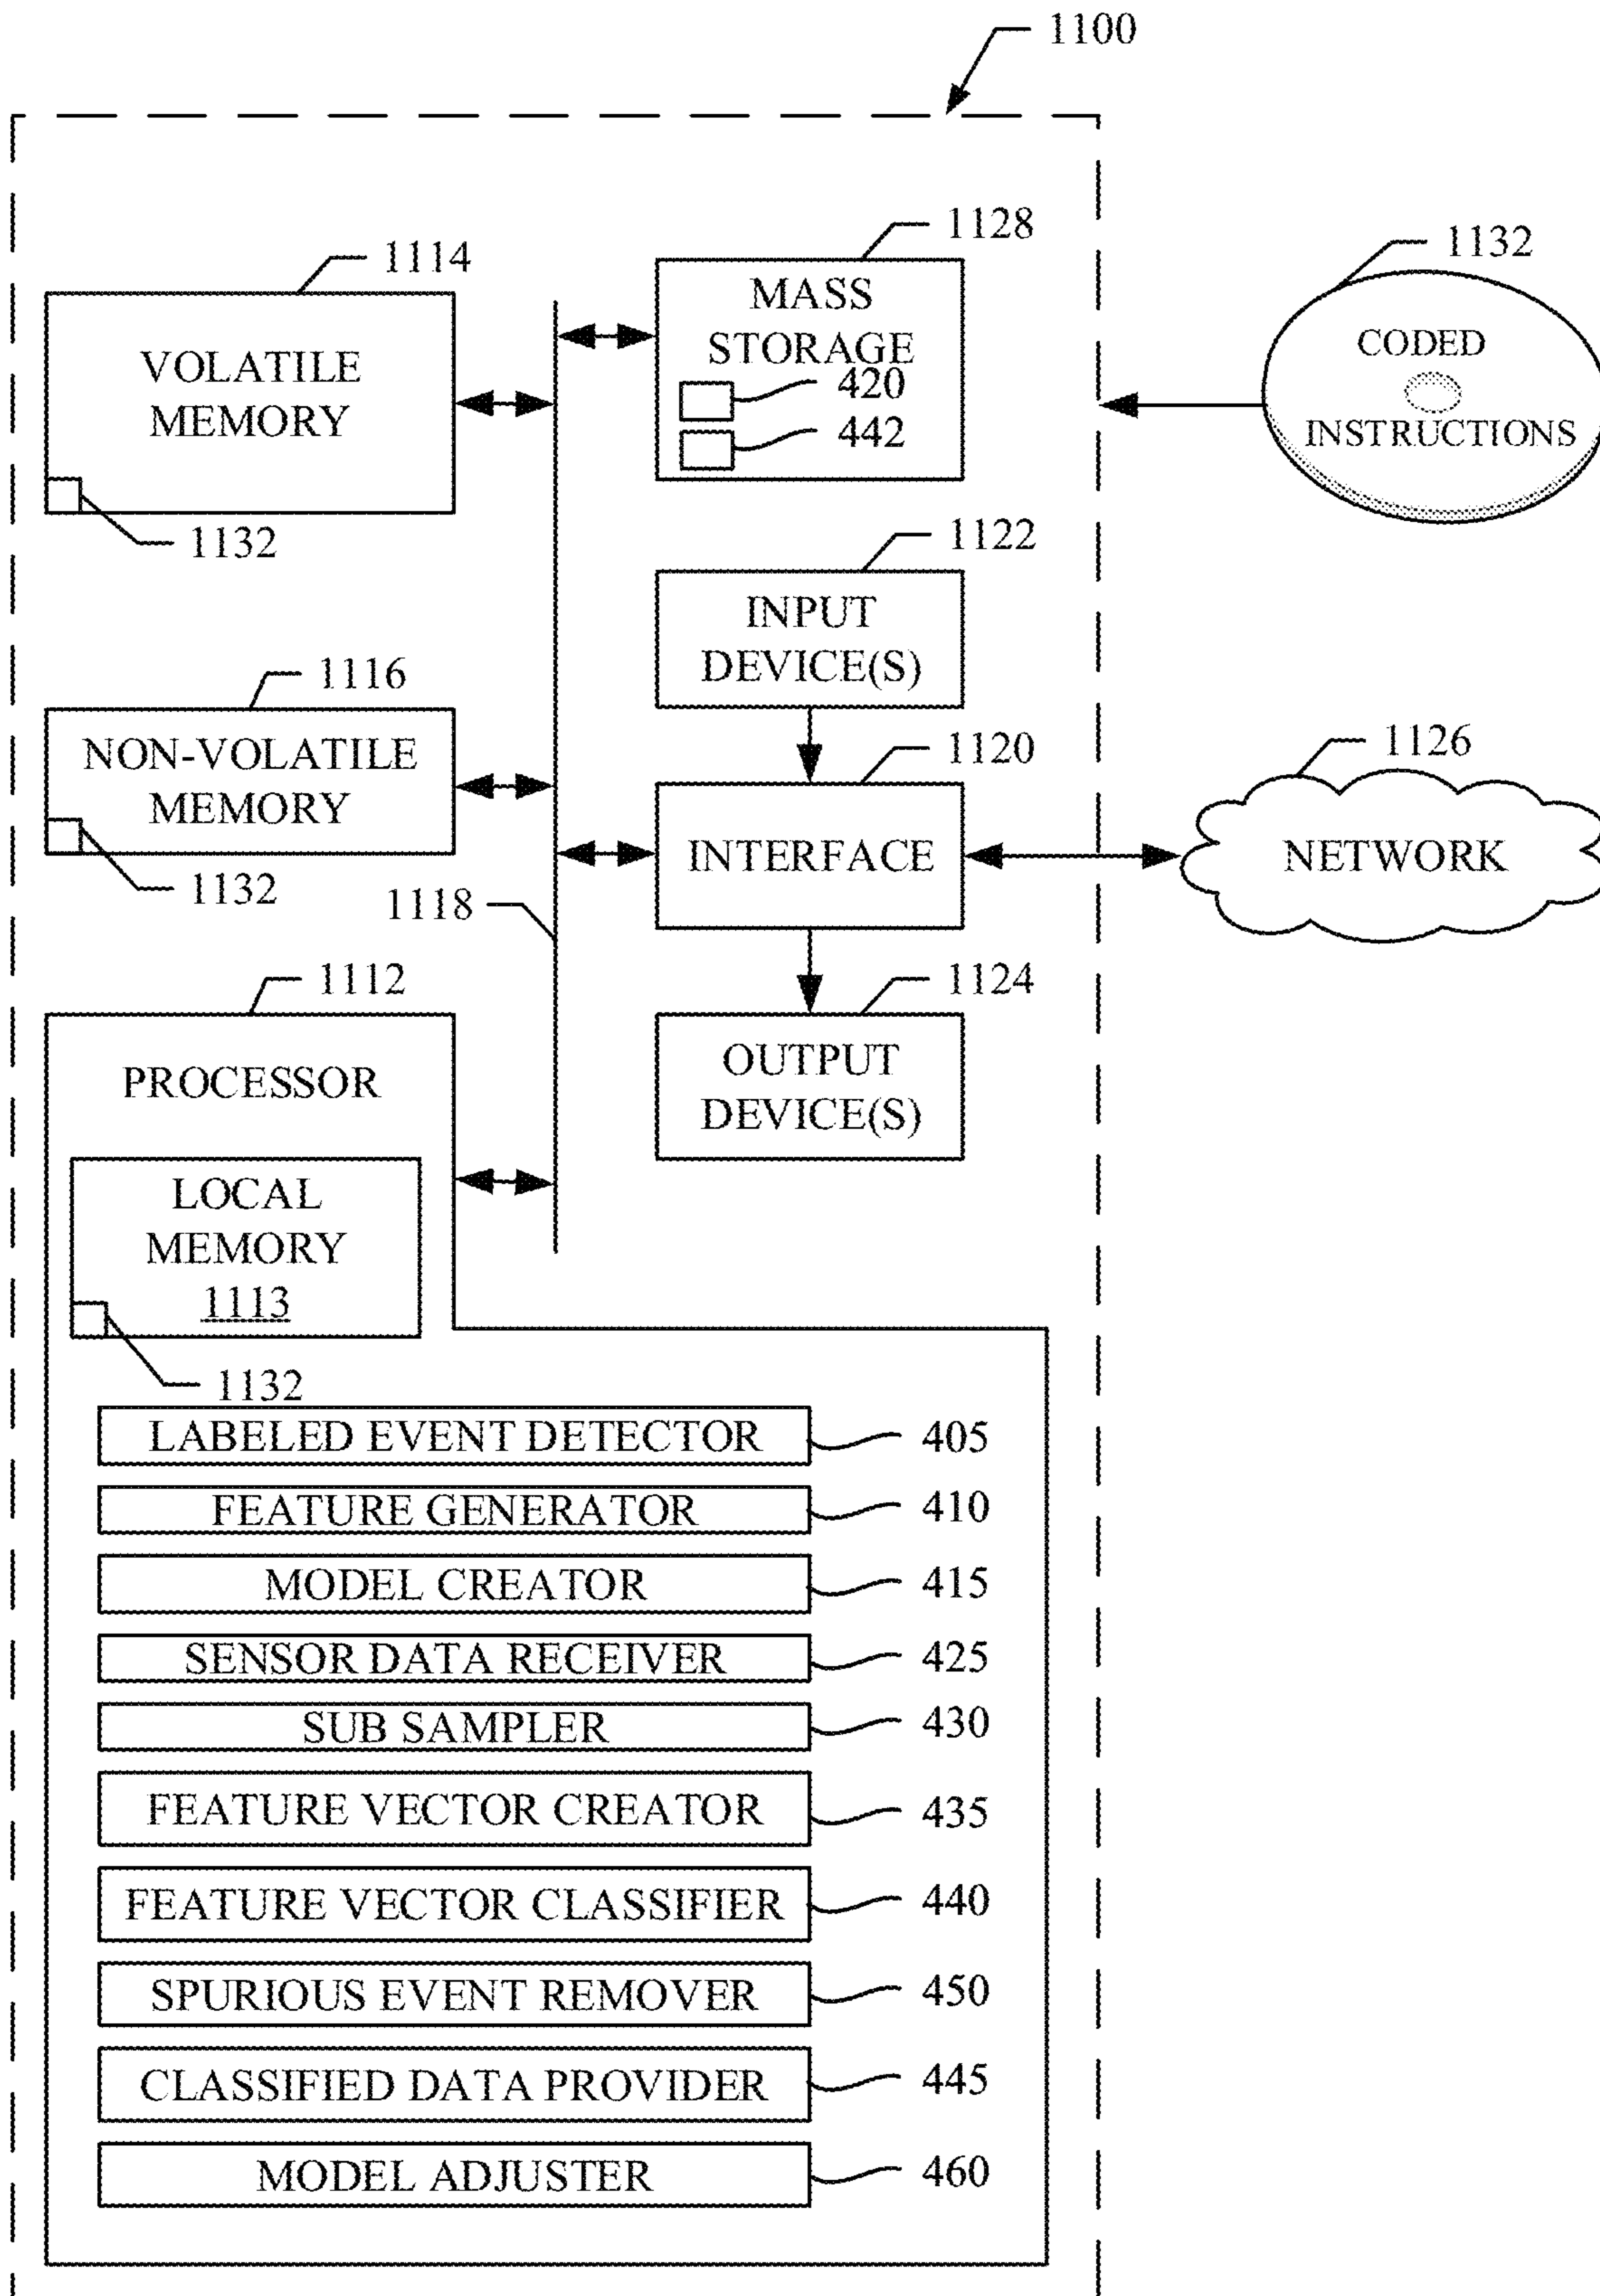 1100
1128
1114
1132
MASS
STORAGE
420
442
VOLATILE
MEMORY
1132
CODED
INSTRUCTIONS
1122
INPUT
DEVICE(S)
1116
NON-VOLATILE
MEMORY
1132
1120
INTERFACE
1126
NETWORK
1118
1112
PROCESSOR
1124
OUTPUT
DEVICE(S)
LOCAL
MEMORY
1113
1132
LABELED EVENT DETECTOR
405
FEATURE GENERATOR
410
MODEL CREATOR
415
SENSOR DATA RECEIVER
425
SUB SAMPLER
430
FEATURE VECTOR CREATOR
435
FEATURE VECTOR CLASSIFIER
440
SPURIOUS EVENT REMOVER
450
CLASSIFIED DATA PROVIDER
445
MODEL ADJUSTER
460